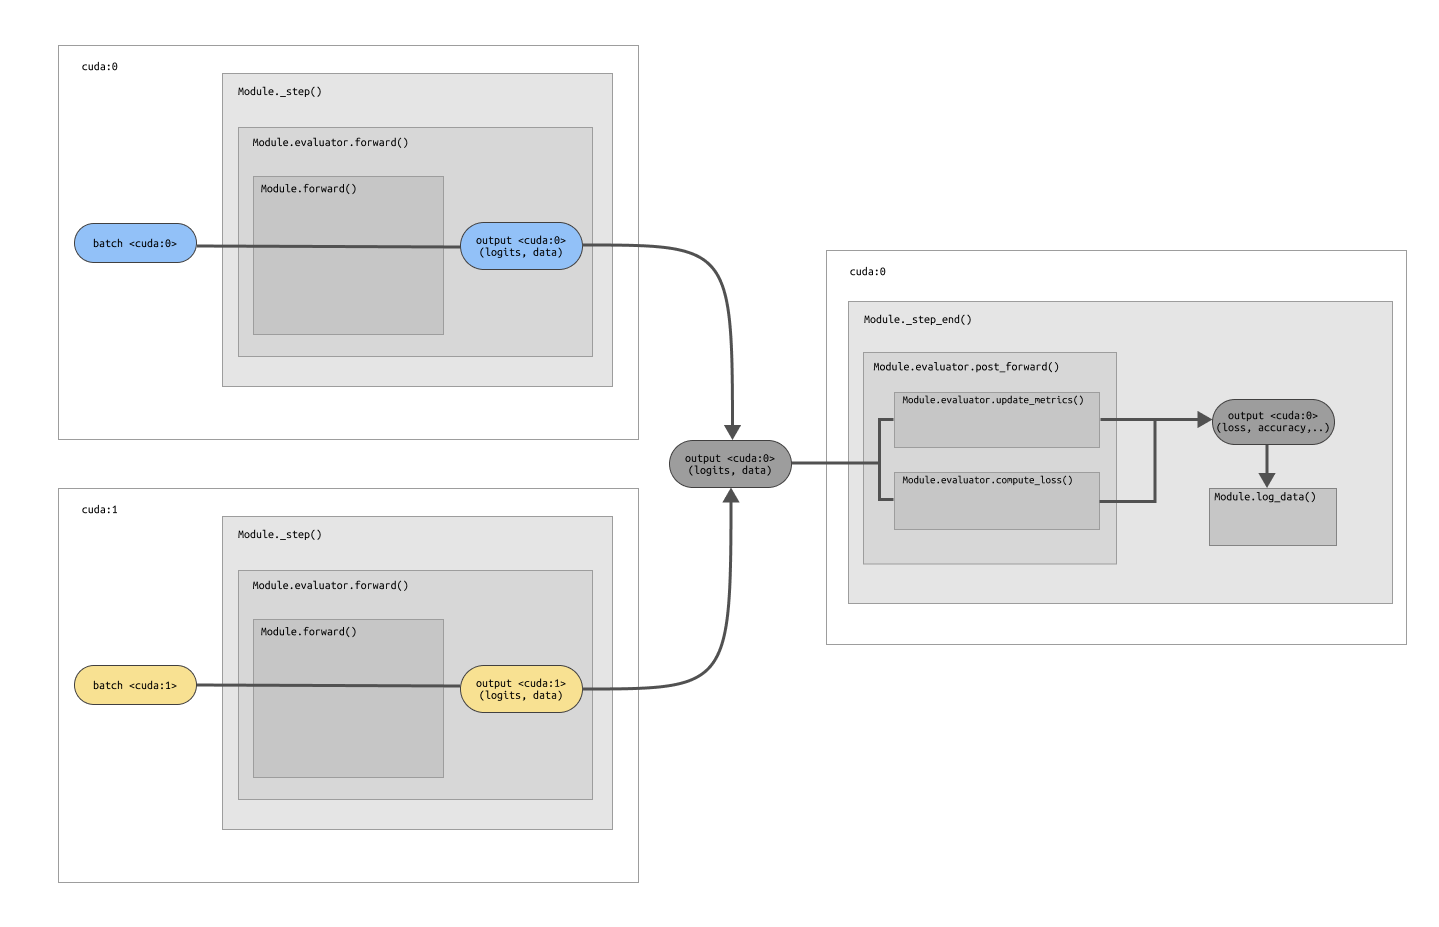 cuda:0
Module._step()
Module.evaluator.forward()
Module.forward()
batch <cuda:0>
output <cuda:0>
(logits, data)
cuda:1
Module._step()
Module.evaluator.forward()
Module.forward()
batch <cuda:1>
output <cuda:1>
(logits, data)
output <cuda:0>
(logits, data)
cuda:0
Module._step_end()
Module.evaluator.post_forward()
Module.evaluator.update_metrics()
Module.evaluator.compute_loss()
output <cuda:0>
(loss, accuracy,..)
Module.log_data()